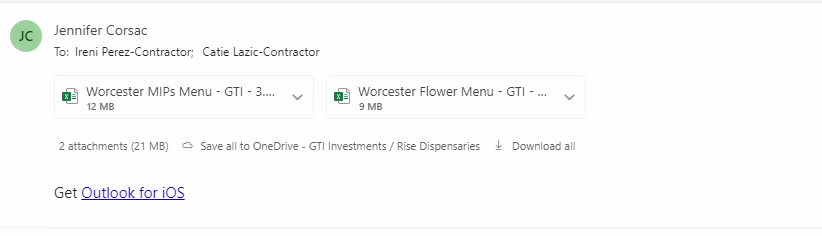 JC
Jennifer Corsac
To: Ireni Perez-Contractor; Catie Lazic-Contractor
Worcester MIPs Menu - GTI - 3....
12 MB
Worcester Flower Menu - GTI - ...
9 MB
2 attachments (21 MB) Save all to OneDrive - GTI Investments / Rise Dispensaries Download all
Get Outlook for iOS